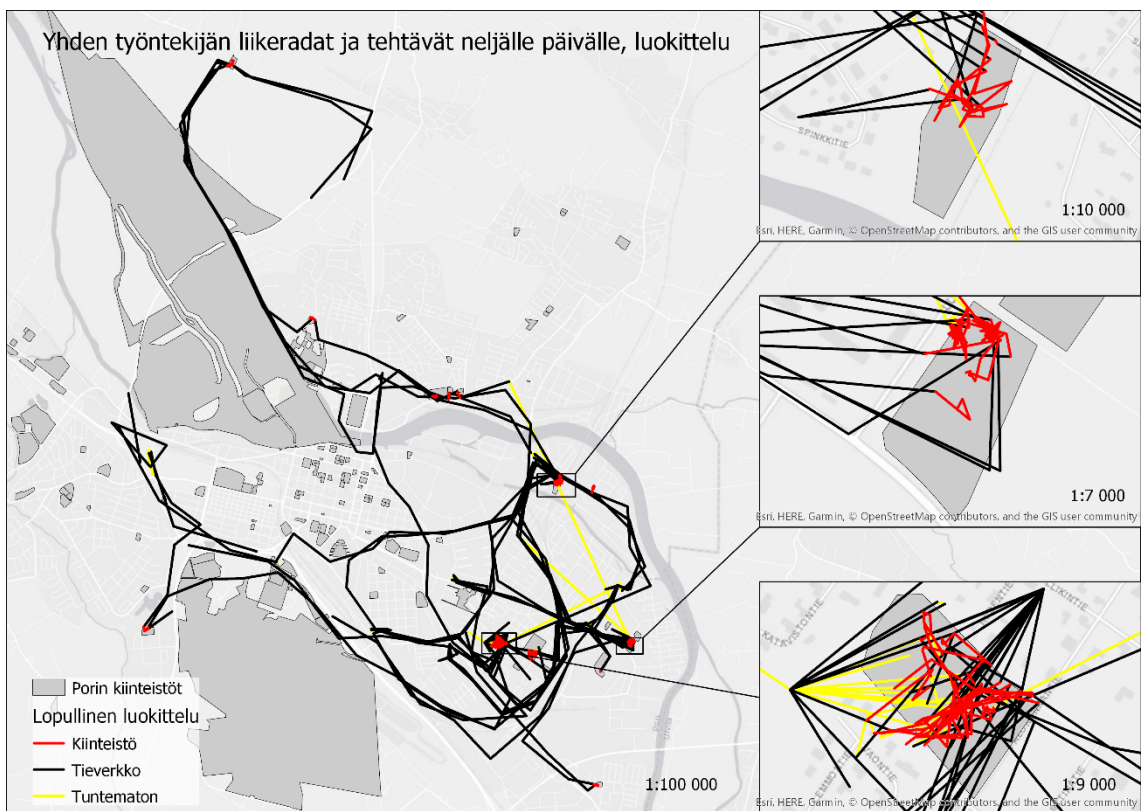 Yhden työntekijän liikeradat ja tehtävät neljälle päivälle, luokittelu
SPINKKITIE
1:10 000
Esri, HERE, Garmin, © OpenStreetMap contributors, and the GIS user community
1:7 000
Esri, HERE, Garmin, © OpenStreetMap contributors, and the GIS user community
KATAVISTONTIE
1:9 000
Esri, HERE, Garmin, © OpenStreetMap contributors, and the GIS user community
Porin kiinteistöt
Lopullinen luokittelu
Kiinteistö
Tieverkko
Tuntematon
1:100 000